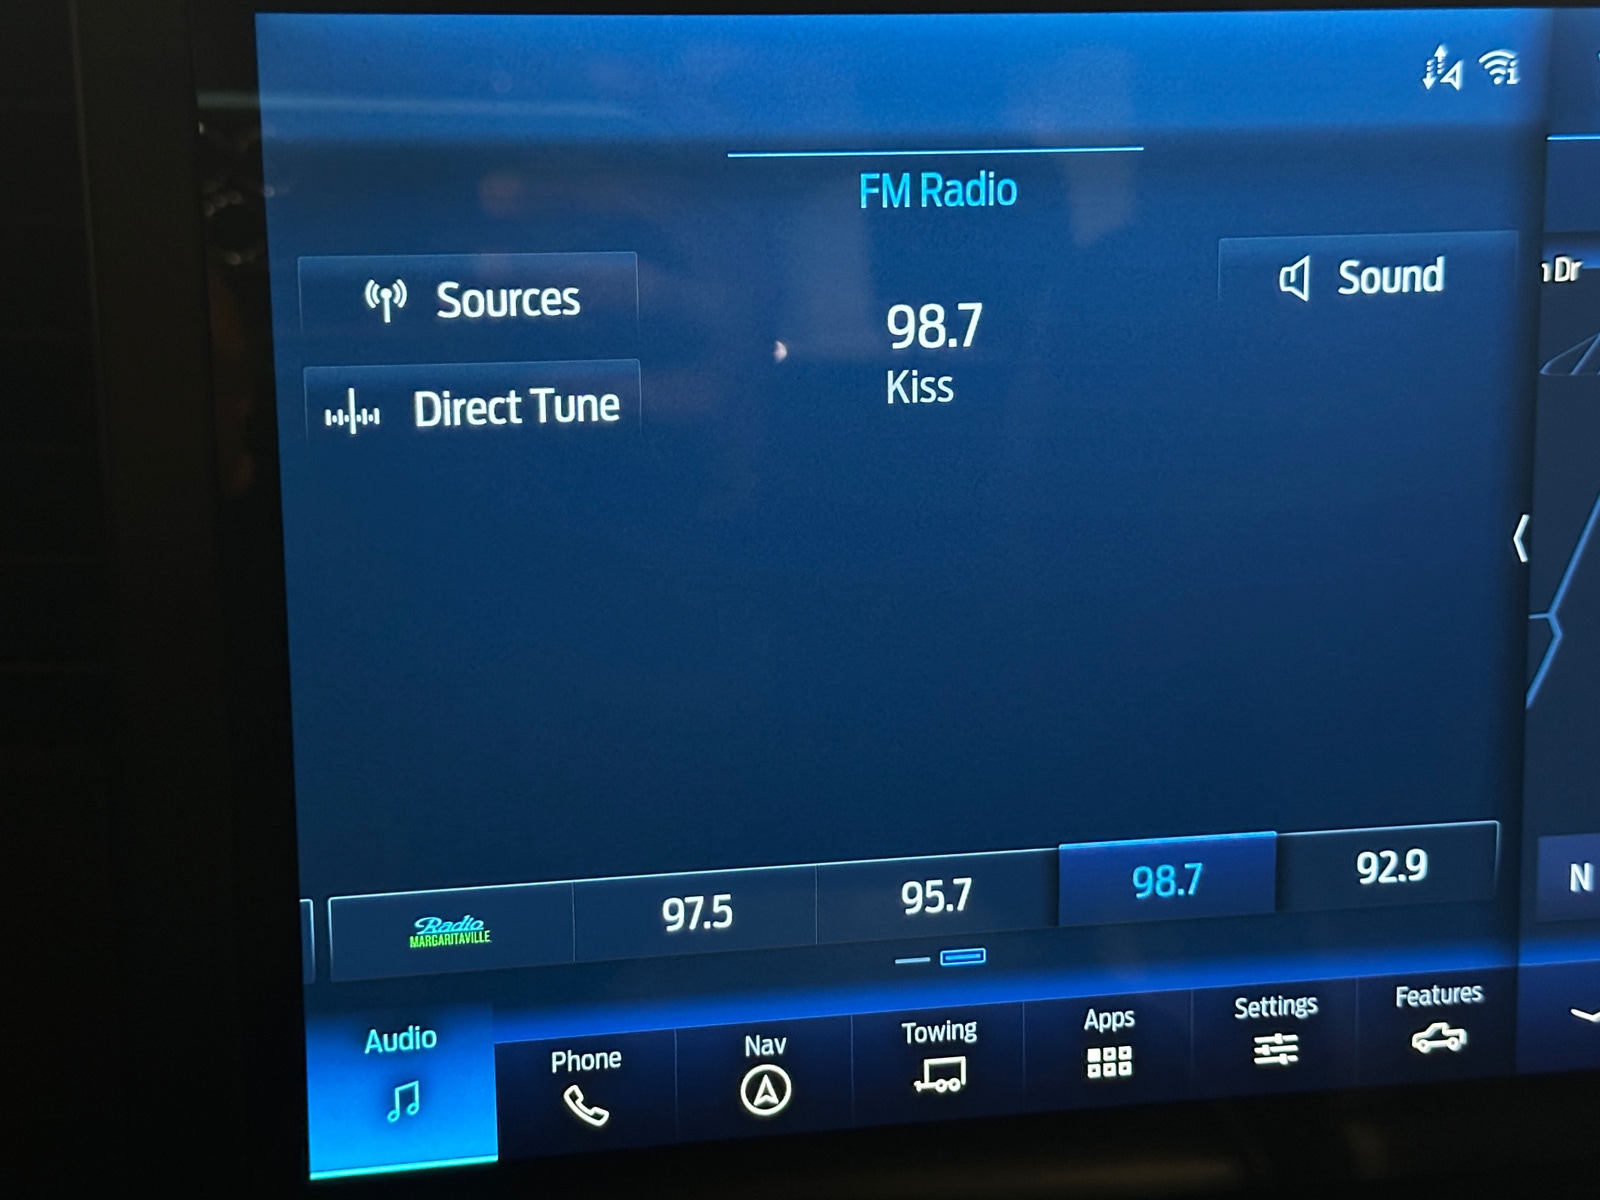 FM Radio
Sources
Sound
Dr
98.7
Kiss
Direct Tune
Radio
MARGARITAVILLE
97.5
95.7
98.7
92.9
N
Audio
Phone
Nav
Towing
Apps
Settings
Features